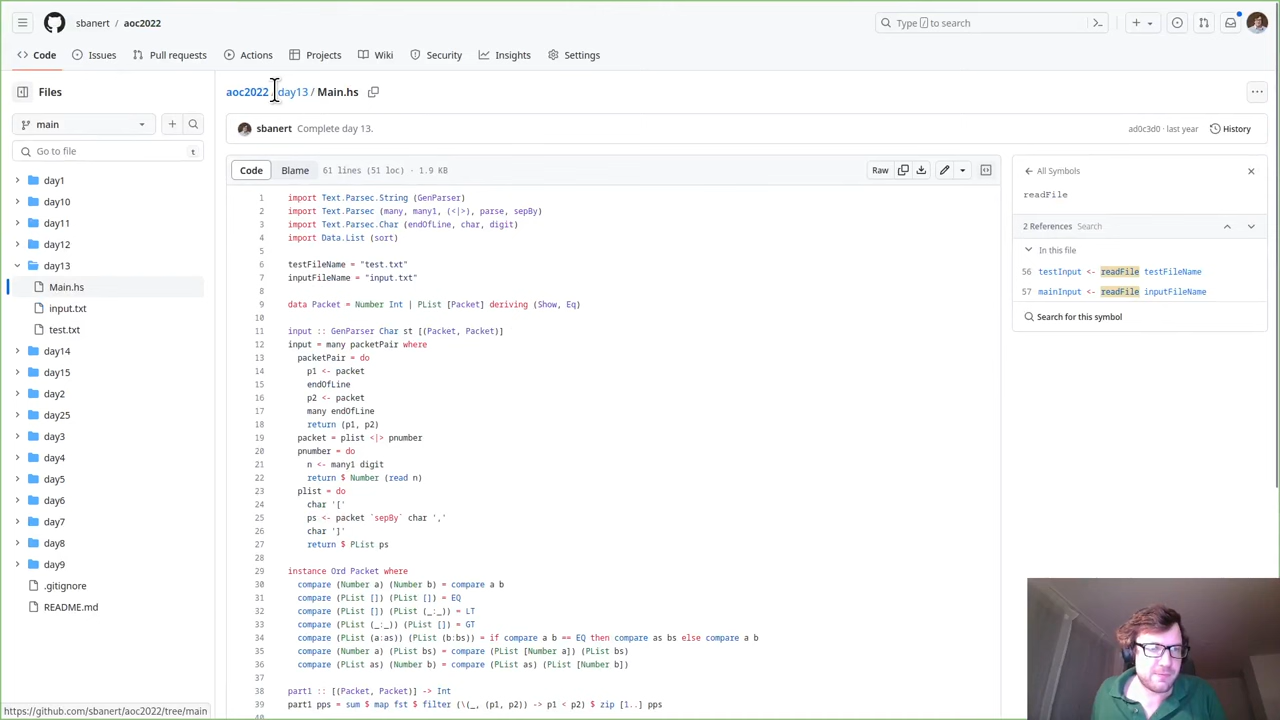 sbanert / aoc2022
Type / to search
Code
Issues
Pull requests
Actions
Projects
Wiki
Security
Insights
Settings
Files
main
Go to file
t
day1
day10
day11
day12
day13
Main.hs
input.txt
test.txt
day14
day15
day2
day25
day3
day4
day5
day6
day7
day8
day9
.gitignore
README.md
https://github.com/sbanert/aoc2022/tree/main
aoc2022 / day13 / Main.hs
sbanert Complete day 13.
ad0c3d0 · last year
History
Code
Blame
61 lines (51 loc) · 1.9 KB
Raw
1 import Text.Parsec.String (GenParser)
2 import Text.Parsec (many, many1, (<|>), parse, sepBy)
3 import Text.Parsec.Char (endOfLine, char, digit)
4 import Data.List (sort)
5
6 testFileName = "test.txt"
7 inputFileName = "input.txt"
8
9 data Packet = Number Int | PList [Packet] deriving (Show, Eq)
10
11 input :: GenParser Char st [(Packet, Packet)]
12 input = many packetPair where
13 packetPair = do
14 p1 <- packet
15 endOfLine
16 p2 <- packet
17 many endOfLine
18 return (p1, p2)
19 packet = plist <|> pnumber
20 pnumber = do
21 n <- many1 digit
22 return $ Number (read n)
23 plist = do
24 char '['
25 ps <- packet `sepBy` char ','
26 char ']'
27 return $ PList ps
28
29 instance Ord Packet where
30 compare (Number a) (Number b) = compare a b
31 compare (PList []) (PList []) = EQ
32 compare (PList []) (PList (_:_)) = LT
33 compare (PList (_:_)) (PList []) = GT
34 compare (PList (a:as)) (PList (b:bs)) = if compare a b == EQ then compare as bs else compare a b
35 compare (Number a) (PList bs) = compare (PList [Number a]) (PList bs)
36 compare (PList as) (Number b) = compare (PList as) (PList [Number b])
37
38 part1 :: [(Packet, Packet)] -> Int
39 part1 pps = sum $ map fst $ filter (\(_, (p1, p2)) -> p1 < p2) $ zip [1..] pps
All Symbols
readFile
2 References Search
In this file
56 testInput <- readFile testFileName
57 mainInput <- readFile inputFileName
Search for this symbol